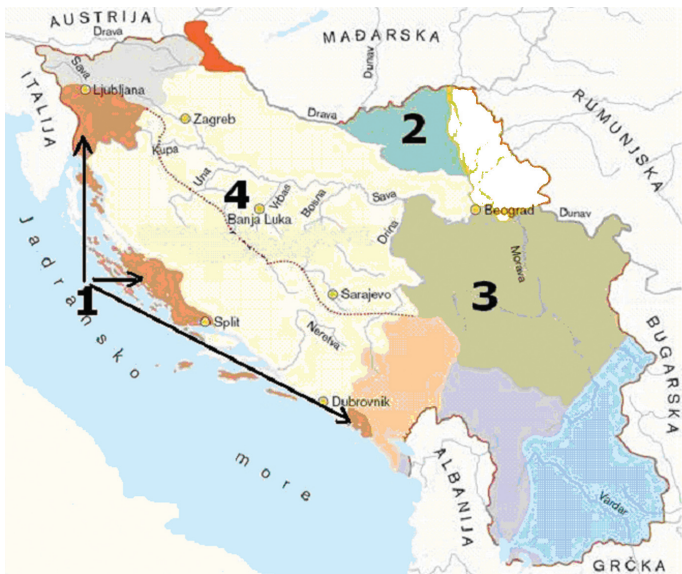 AUSTRIJA
Drava
MAĐARSKA
Dunav
ITALIJA
Sava
Ljubljana
RUMUNJSKA
Zagreb
Drava
2
Kupa
Una
4
Vrbas
Bosna
Sava
Banja Luka
Beograd
Dunav
Drina
Morava
Jadransko more
1
Sarajevo
3
Split
Neretva
BUGARSKA
Dubrovnik
ALBANIJA
Vardar
GRČKA